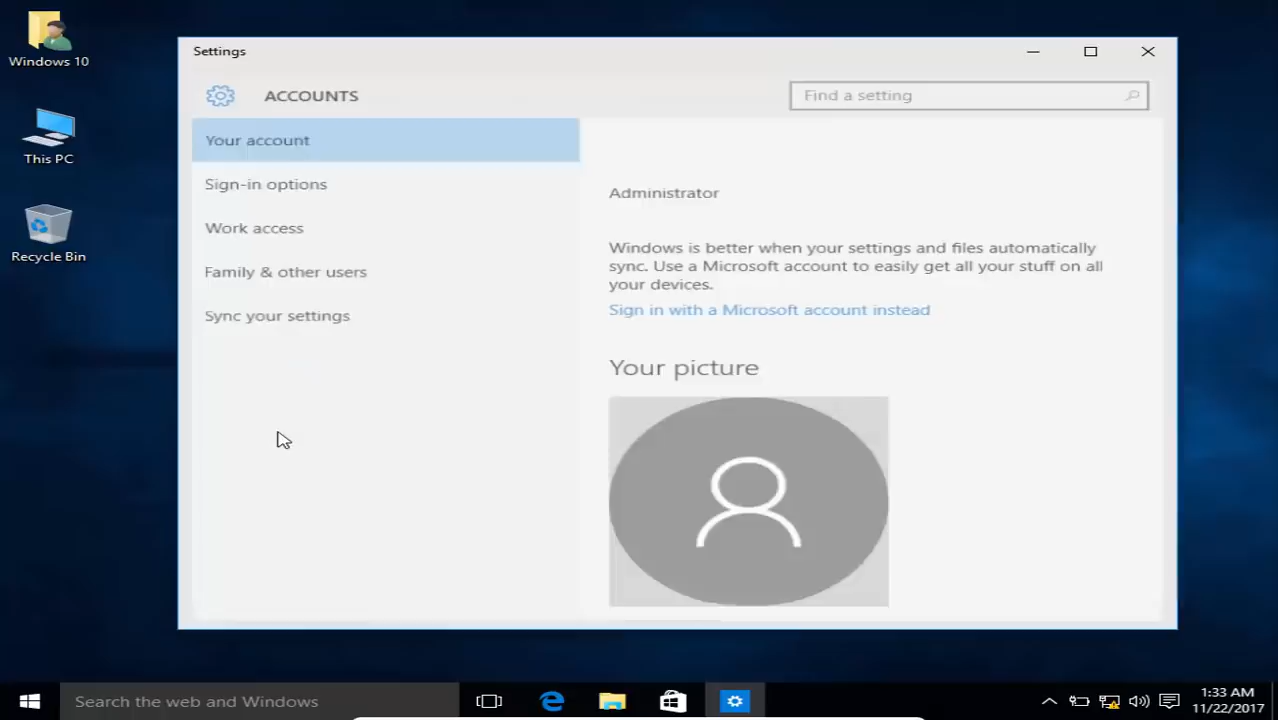 Windows 10
This PC
Recycle Bin
Settings
ACCOUNTS
Find a setting
Your account
Sign-in options
Work access
Family & other users
Sync your settings
Administrator
Windows is better when your settings and files automatically
sync. Use a Microsoft account to easily get all your stuff on all
your devices.
Sign in with a Microsoft account instead
Your picture
Search the web and Windows
1:33 AM
11/22/2017